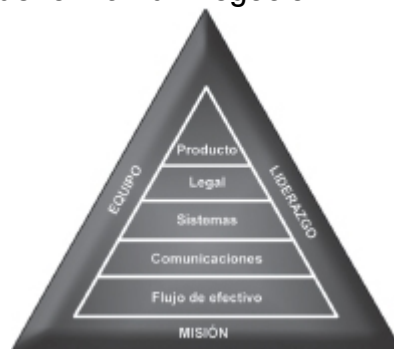 Producto
EQUIPO
LIDERAZGO
Legal
Sistemas
Comunicaciones
Flujo de efectivo
MISIÓN